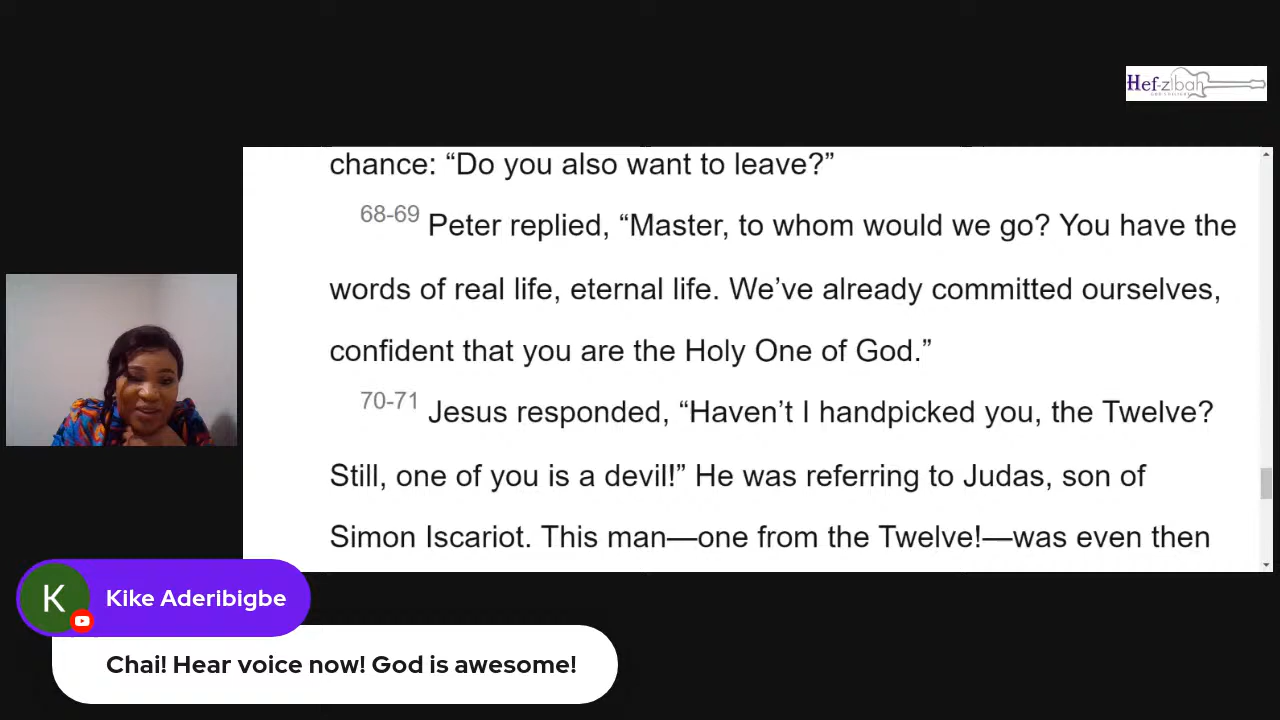 Hef-zibah
chance: “Do you also want to leave?”
68-69 Peter replied, “Master, to whom would we go? You have the
words of real life, eternal life. We’ve already committed ourselves,
confident that you are the Holy One of God.”
70-71 Jesus responded, “Haven’t I handpicked you, the Twelve?
Still, one of you is a devil!” He was referring to Judas, son of
Simon Iscariot. This man—one from the Twelve!—was even then
K
Kike Aderibigbe
Chai! Hear voice now! God is awesome!